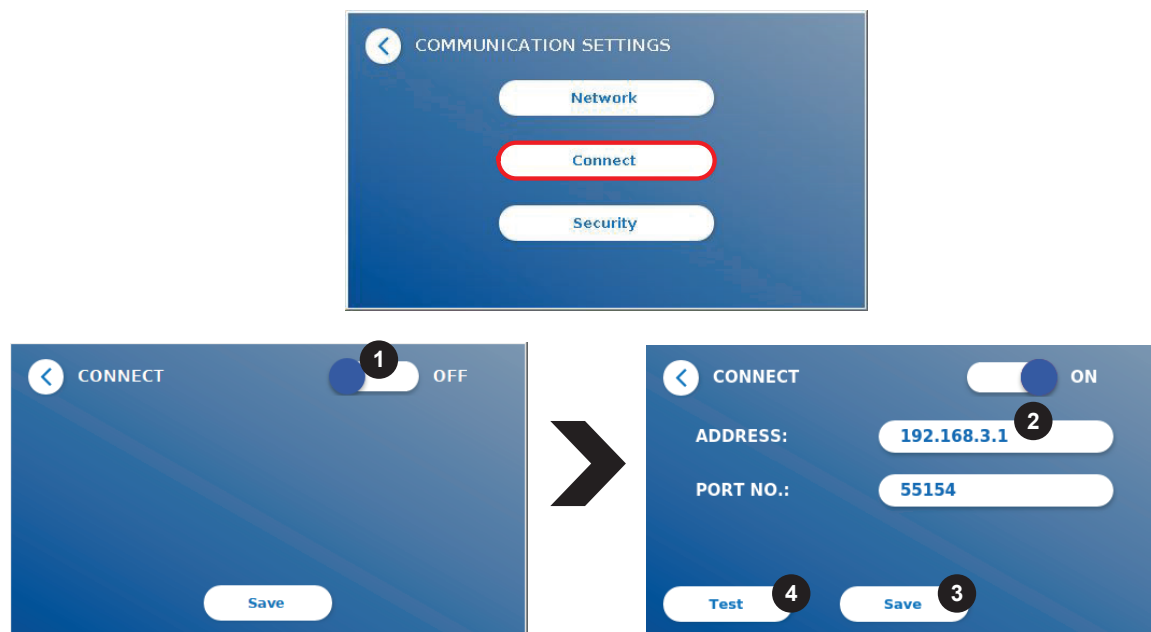 COMMUNICATION SETTINGS
Network
Connect
Security
CONNECT
1
OFF
Save
CONNECT
ON
2
ADDRESS: 192.168.3.1
PORT NO.: 55154
Test
4
Save
3